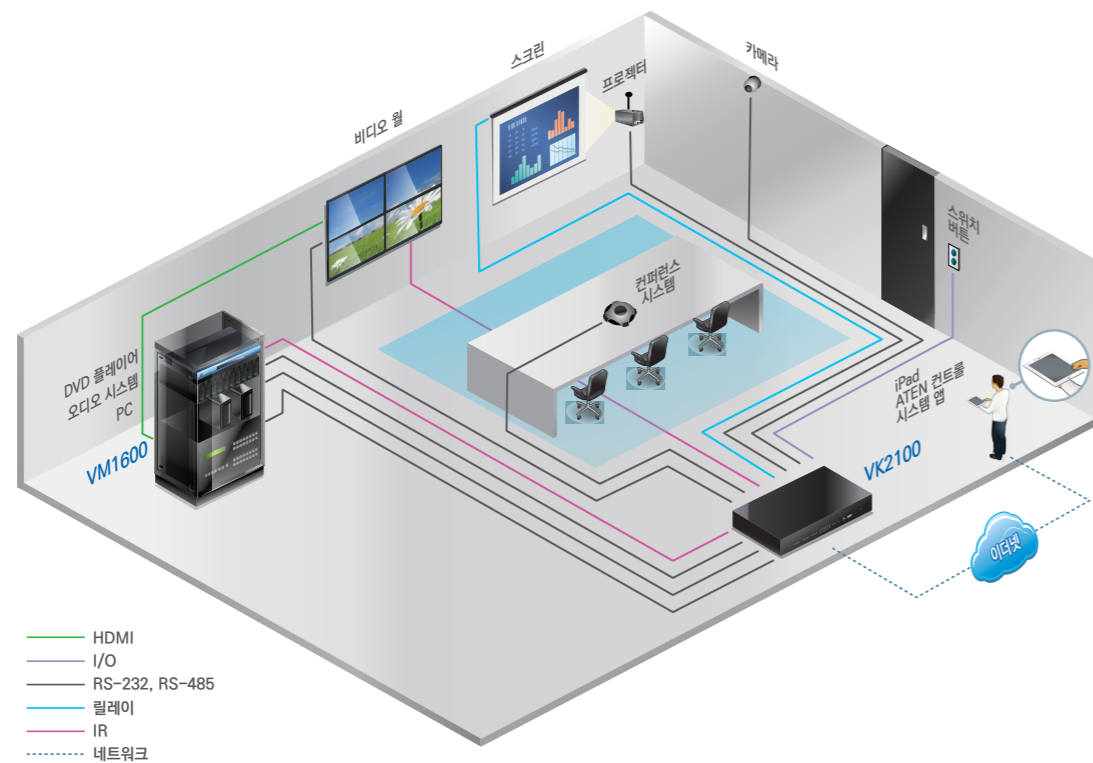 스크린
카메라
프로젝터
비디오 월
스위치
버튼
컨퍼런스
시스템
DVD 플레이어
오디오 시스템
PC
VM1600
iPad
ATEN 컨트롤
시스템 앱
VK2100
이더넷
HDMI
I/O
RS-232, RS-485
릴레이
IR
네트워크